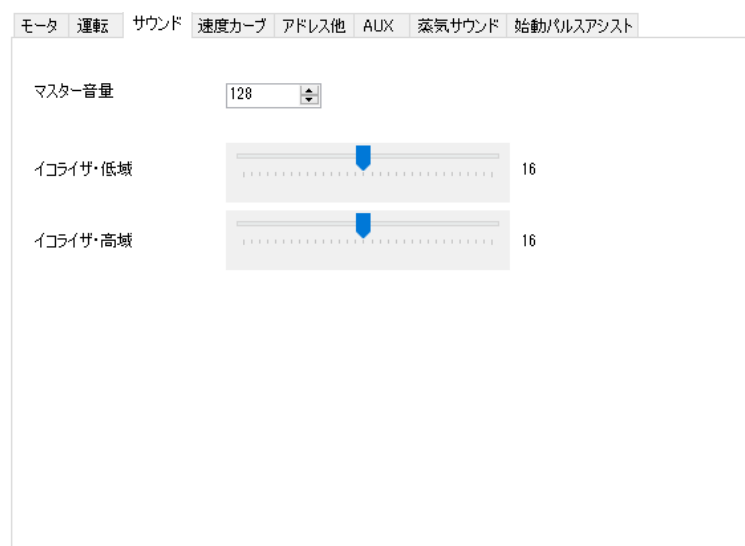 モータ 運転 サウンド 速度カーブ アドレス他 AUX 蒸気サウンド 始動パルスアシスト
マスター音量 128
イコライザ・低域 16
イコライザ・高域 16